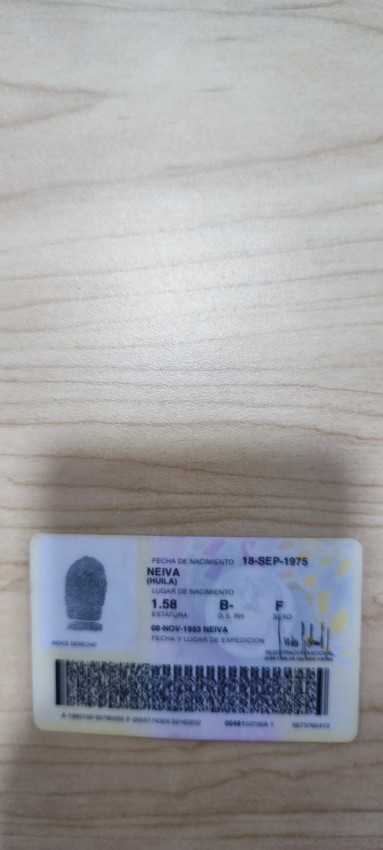 FECHA DE NACIMIENTO 18-SEP-1975
NEIVA
(HUILA)
LUGAR DE NACIMIENTO
1.58 B- F
ESTATURA G.S. RH SEXO
08-NOV-1993 NEIVA
FECHA Y LUGAR DE EXPEDICION
INDICE DERECHO
REGISTRADOR NACIONAL